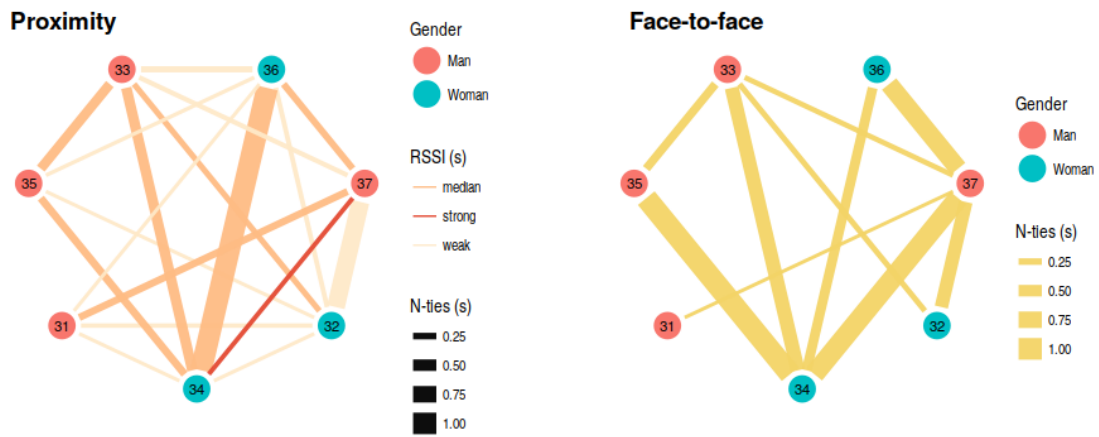 Proximity
33
36
35
37
31
32
34
Gender
Man
Woman
RSSI (s)
median
strong
weak
N-ties (s)
0.25
0.50
0.75
1.00
Face-to-face
33
36
35
37
31
32
34
Gender
Man
Woman
N-ties (s)
0.25
0.50
0.75
1.00